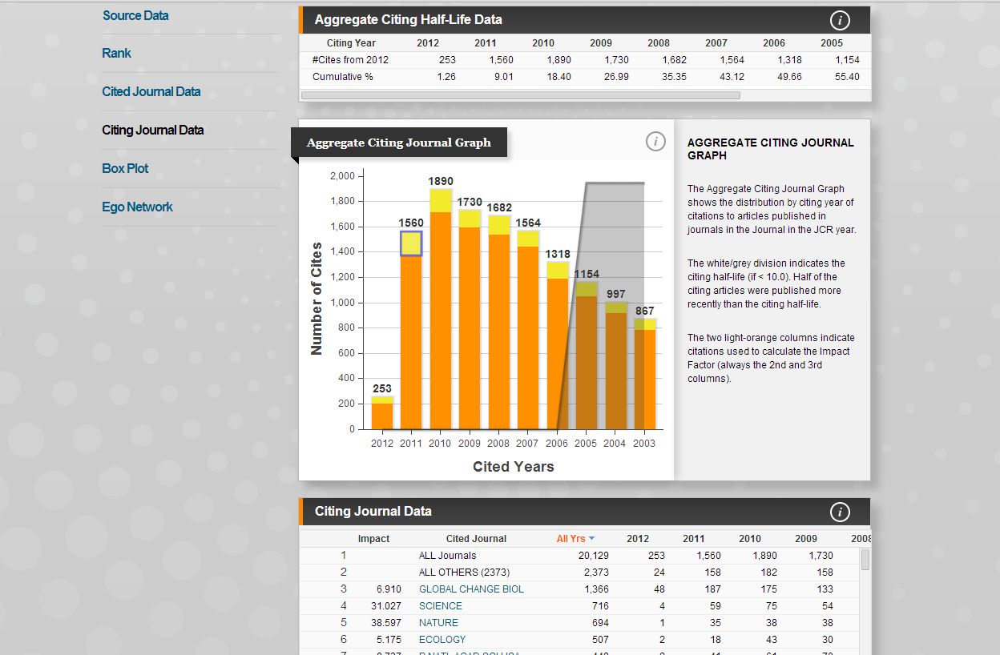 Source Data
Rank
Cited Journal Data
Citing Journal Data
Box Plot
Ego Network
Aggregate Citing Half-Life Data
i
Citing Year 2012 2011 2010 2009 2008 2007 2006 2005
#Cites from 2012 253 1,560 1,890 1,730 1,682 1,564 1,318 1,154
Cumulative % 1.26 9.01 18.40 26.99 35.35 43.12 49.66 55.40
Aggregate Citing Journal Graph
i
Number of Cites
2,000
1,800
1,600
1,400
1,200
1,000
800
600
400
200
0
253 1560 1890 1730 1682 1564 1318 1154 997 867
2012 2011 2010 2009 2008 2007 2006 2005 2004 2003
Cited Years
AGGREGATE CITING JOURNAL
GRAPH
The Aggregate Citing Journal Graph
shows the distribution by citing year of
citations to articles published in
journals in the Journal in the JCR year.
The white/grey division indicates the
citing half-life (if < 10.0). Half of the
citing articles were published more
recently than the citing half-life.
The two light-orange columns indicate
citations used to calculate the Impact
Factor (always the 2nd and 3rd
columns).
Citing Journal Data
i
Impact Cited Journal All Yrs 2012 2011 2010 2009 2008
1 ALL Journals 20,129 253 1,560 1,890 1,730
2 ALL OTHERS (2373) 2,373 24 158 182 158
3 6.910 GLOBAL CHANGE BIOL 1,366 48 187 175 133
4 31.027 SCIENCE 716 4 59 75 54
5 38.597 NATURE 694 1 35 38 38
6 5.175 ECOLOGY 507 2 18 43 30